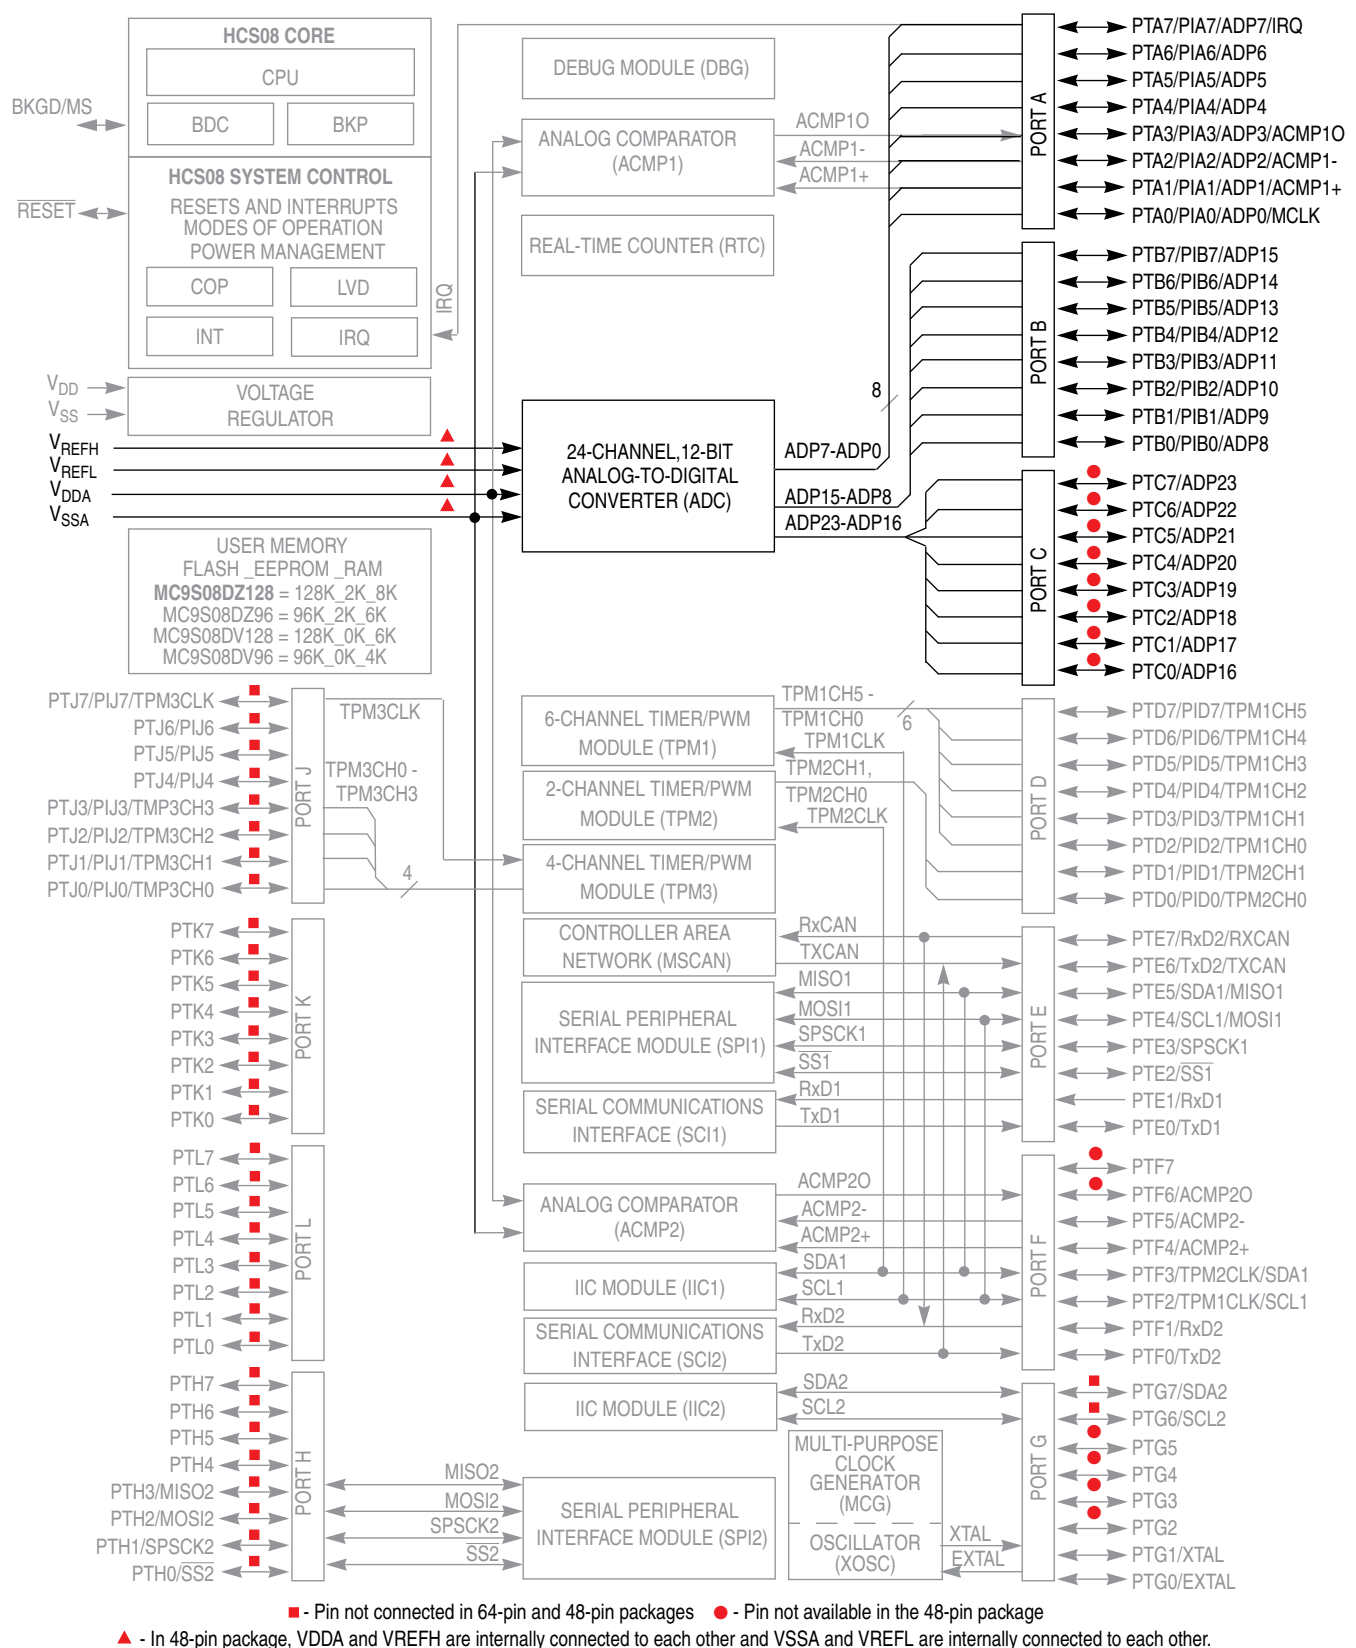 HCS08 CORE
CPU
BDC
BKP
BKGD/MS
HCS08 SYSTEM CONTROL
RESETS AND INTERRUPTS
MODES OF OPERATION
POWER MANAGEMENT
COP
LVD
INT
IRQ
RESET
IRQ
VDD
VSS
VOLTAGE
REGULATOR
VREFH
VREFL
VDDA
VSSA
USER MEMORY
FLASH _EEPROM _RAM
MC9S08DZ128 = 128K_2K_8K
MC9S08DZ96 = 96K_2K_6K
MC9S08DV128 = 128K_0K_6K
MC9S08DV96 = 96K_0K_4K
DEBUG MODULE (DBG)
ANALOG COMPARATOR
(ACMP1)
ACMP1O
ACMP1-
ACMP1+
REAL-TIME COUNTER (RTC)
24-CHANNEL,12-BIT
ANALOG-TO-DIGITAL
CONVERTER (ADC)
8
ADP7-ADP0
ADP15-ADP8
ADP23-ADP16
PORT A
PTA7/PIA7/ADP7/IRQ
PTA6/PIA6/ADP6
PTA5/PIA5/ADP5
PTA4/PIA4/ADP4
PTA3/PIA3/ADP3/ACMP1O
PTA2/PIA2/ADP2/ACMP1-
PTA1/PIA1/ADP1/ACMP1+
PTA0/PIA0/ADP0/MCLK
PORT B
PTB7/PIB7/ADP15
PTB6/PIB6/ADP14
PTB5/PIB5/ADP13
PTB4/PIB4/ADP12
PTB3/PIB3/ADP11
PTB2/PIB2/ADP10
PTB1/PIB1/ADP9
PTB0/PIB0/ADP8
PORT C
PTC7/ADP23
PTC6/ADP22
PTC5/ADP21
PTC4/ADP20
PTC3/ADP19
PTC2/ADP18
PTC1/ADP17
PTC0/ADP16
PTJ7/PIJ7/TPM3CLK
PTJ6/PIJ6
PTJ5/PIJ5
PTJ4/PIJ4
PTJ3/PIJ3/TMP3CH3
PTJ2/PIJ2/TPM3CH2
PTJ1/PIJ1/TPM3CH1
PTJ0/PIJ0/TMP3CH0
PORT J
TPM3CLK
TPM3CH0 -
TPM3CH3
4
6-CHANNEL TIMER/PWM
MODULE (TPM1)
TPM1CH5 -
TPM1CH0
6
TPM1CLK
2-CHANNEL TIMER/PWM
MODULE (TPM2)
TPM2CH1,
TPM2CH0
TPM2CLK
4-CHANNEL TIMER/PWM
MODULE (TPM3)
PORT D
PTD7/PID7/TPM1CH5
PTD6/PID6/TPM1CH4
PTD5/PID5/TPM1CH3
PTD4/PID4/TPM1CH2
PTD3/PID3/TPM1CH1
PTD2/PID2/TPM1CH0
PTD1/PID1/TPM2CH1
PTD0/PID0/TPM2CH0
PTK7
PTK6
PTK5
PTK4
PTK3
PTK2
PTK1
PTK0
PORT K
CONTROLLER AREA
NETWORK (MSCAN)
RxCAN
TXCAN
SERIAL PERIPHERAL
INTERFACE MODULE (SPI1)
MISO1
MOSI1
SPSCK1
SS1
SERIAL COMMUNICATIONS
INTERFACE (SCI1)
RxD1
TxD1
PORT E
PTE7/RxD2/RXCAN
PTE6/TxD2/TXCAN
PTE5/SDA1/MISO1
PTE4/SCL1/MOSI1
PTE3/SPSCK1
PTE2/SS1
PTE1/RxD1
PTE0/TxD1
PTL7
PTL6
PTL5
PTL4
PTL3
PTL2
PTL1
PTL0
PORT L
ANALOG COMPARATOR
(ACMP2)
ACMP2O
ACMP2-
ACMP2+
IIC MODULE (IIC1)
SDA1
SCL1
SERIAL COMMUNICATIONS
INTERFACE (SCI2)
RxD2
TxD2
PORT F
PTF7
PTF6/ACMP2O
PTF5/ACMP2-
PTF4/ACMP2+
PTF3/TPM2CLK/SDA1
PTF2/TPM1CLK/SCL1
PTF1/RxD2
PTF0/TxD2
PTH7
PTH6
PTH5
PTH4
PTH3/MISO2
PTH2/MOSI2
PTH1/SPSCK2
PTH0/SS2
PORT H
MISO2
MOSI2
SPSCK2
SS2
IIC MODULE (IIC2)
SDA2
SCL2
SERIAL PERIPHERAL
INTERFACE MODULE (SPI2)
MULTI-PURPOSE
CLOCK
GENERATOR
(MCG)
OSCILLATOR
(XOSC)
XTAL
EXTAL
PORT G
PTG7/SDA2
PTG6/SCL2
PTG5
PTG4
PTG3
PTG2
PTG1/XTAL
PTG0/EXTAL
- Pin not connected in 64-pin and 48-pin packages
- Pin not available in the 48-pin package
- In 48-pin package, VDDA and VREFH are internally connected to each other and VSSA and VREFL are internally connected to each other.